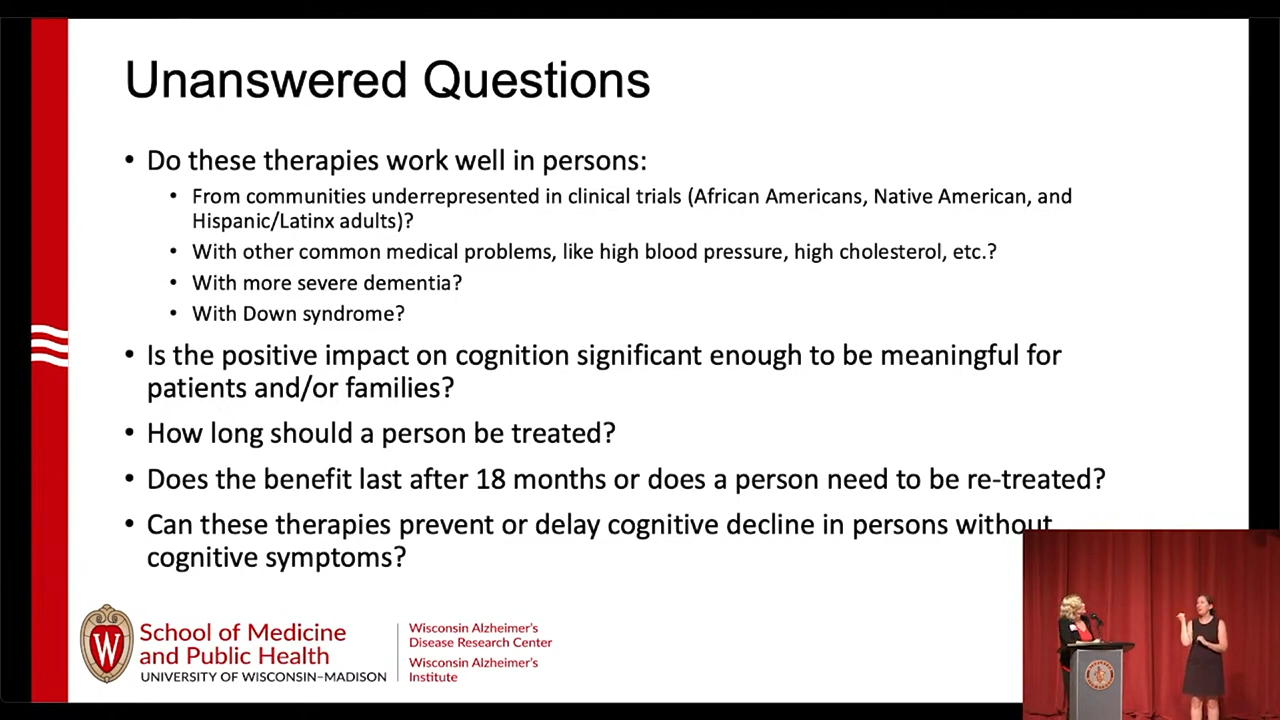 Unanswered Questions
• Do these therapies work well in persons:
• From communities underrepresented in clinical trials (African Americans, Native American, and
Hispanic/Latinx adults)?
• With other common medical problems, like high blood pressure, high cholesterol, etc.?
• With more severe dementia?
• With Down syndrome?
• Is the positive impact on cognition significant enough to be meaningful for
patients and/or families?
• How long should a person be treated?
• Does the benefit last after 18 months or does a person need to be re-treated?
• Can these therapies prevent or delay cognitive decline in persons without
cognitive symptoms?
W
School of Medicine
and Public Health
UNIVERSITY OF WISCONSIN–MADISON
Wisconsin Alzheimer's
Disease Research Center
Wisconsin Alzheimer's
Institute